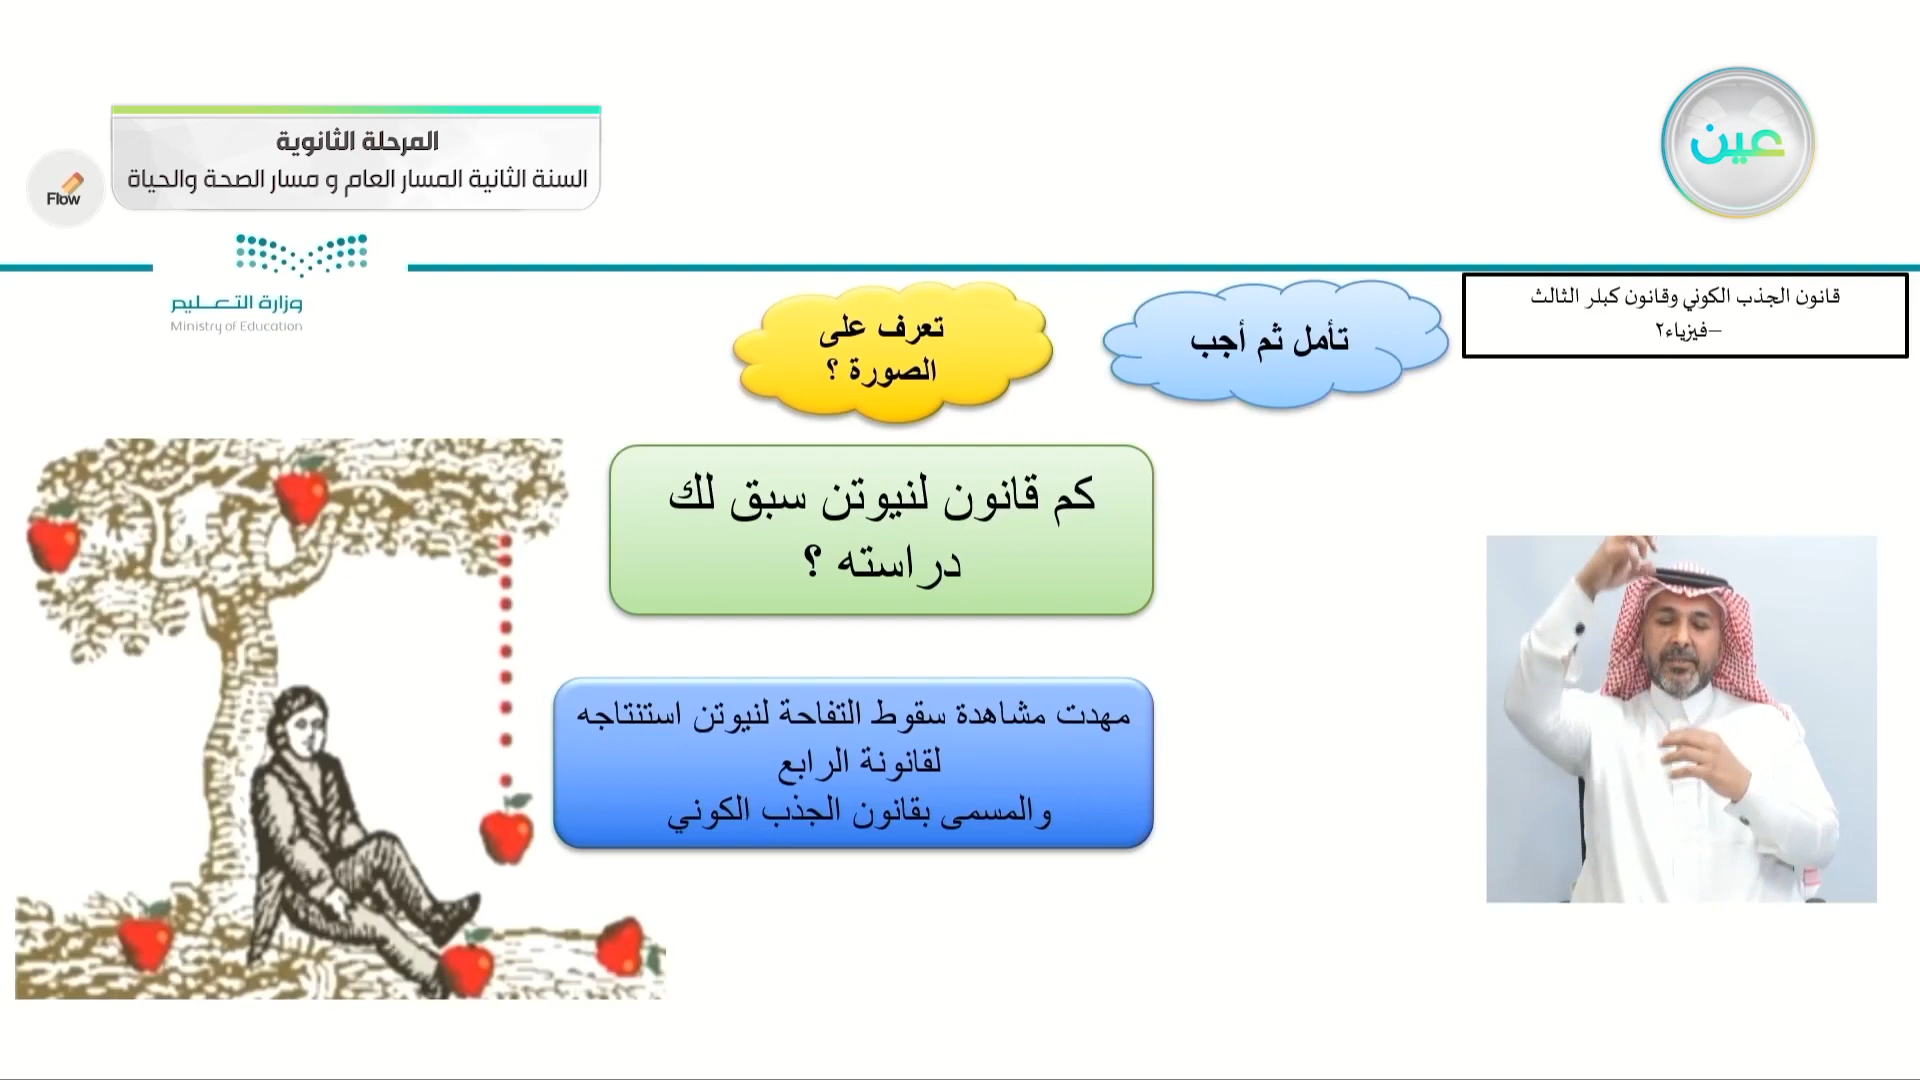 المرحلة الثانوية
السنة الثانية المسار العام و مسار الصحة والحياة
Flow
عين
وزارة التعـــليم
Ministry of Education
قانون الجذب الكوني وقانون كبلر الثالث
–فيزياء٢
تأمل ثم أجب
تعرف على
الصورة ؟
كم قانون لنيوتن سبق لك
دراسته ؟
مهدت مشاهدة سقوط التفاحة لنيوتن استنتاجه
لقانونة الرابع
والمسمى بقانون الجذب الكوني